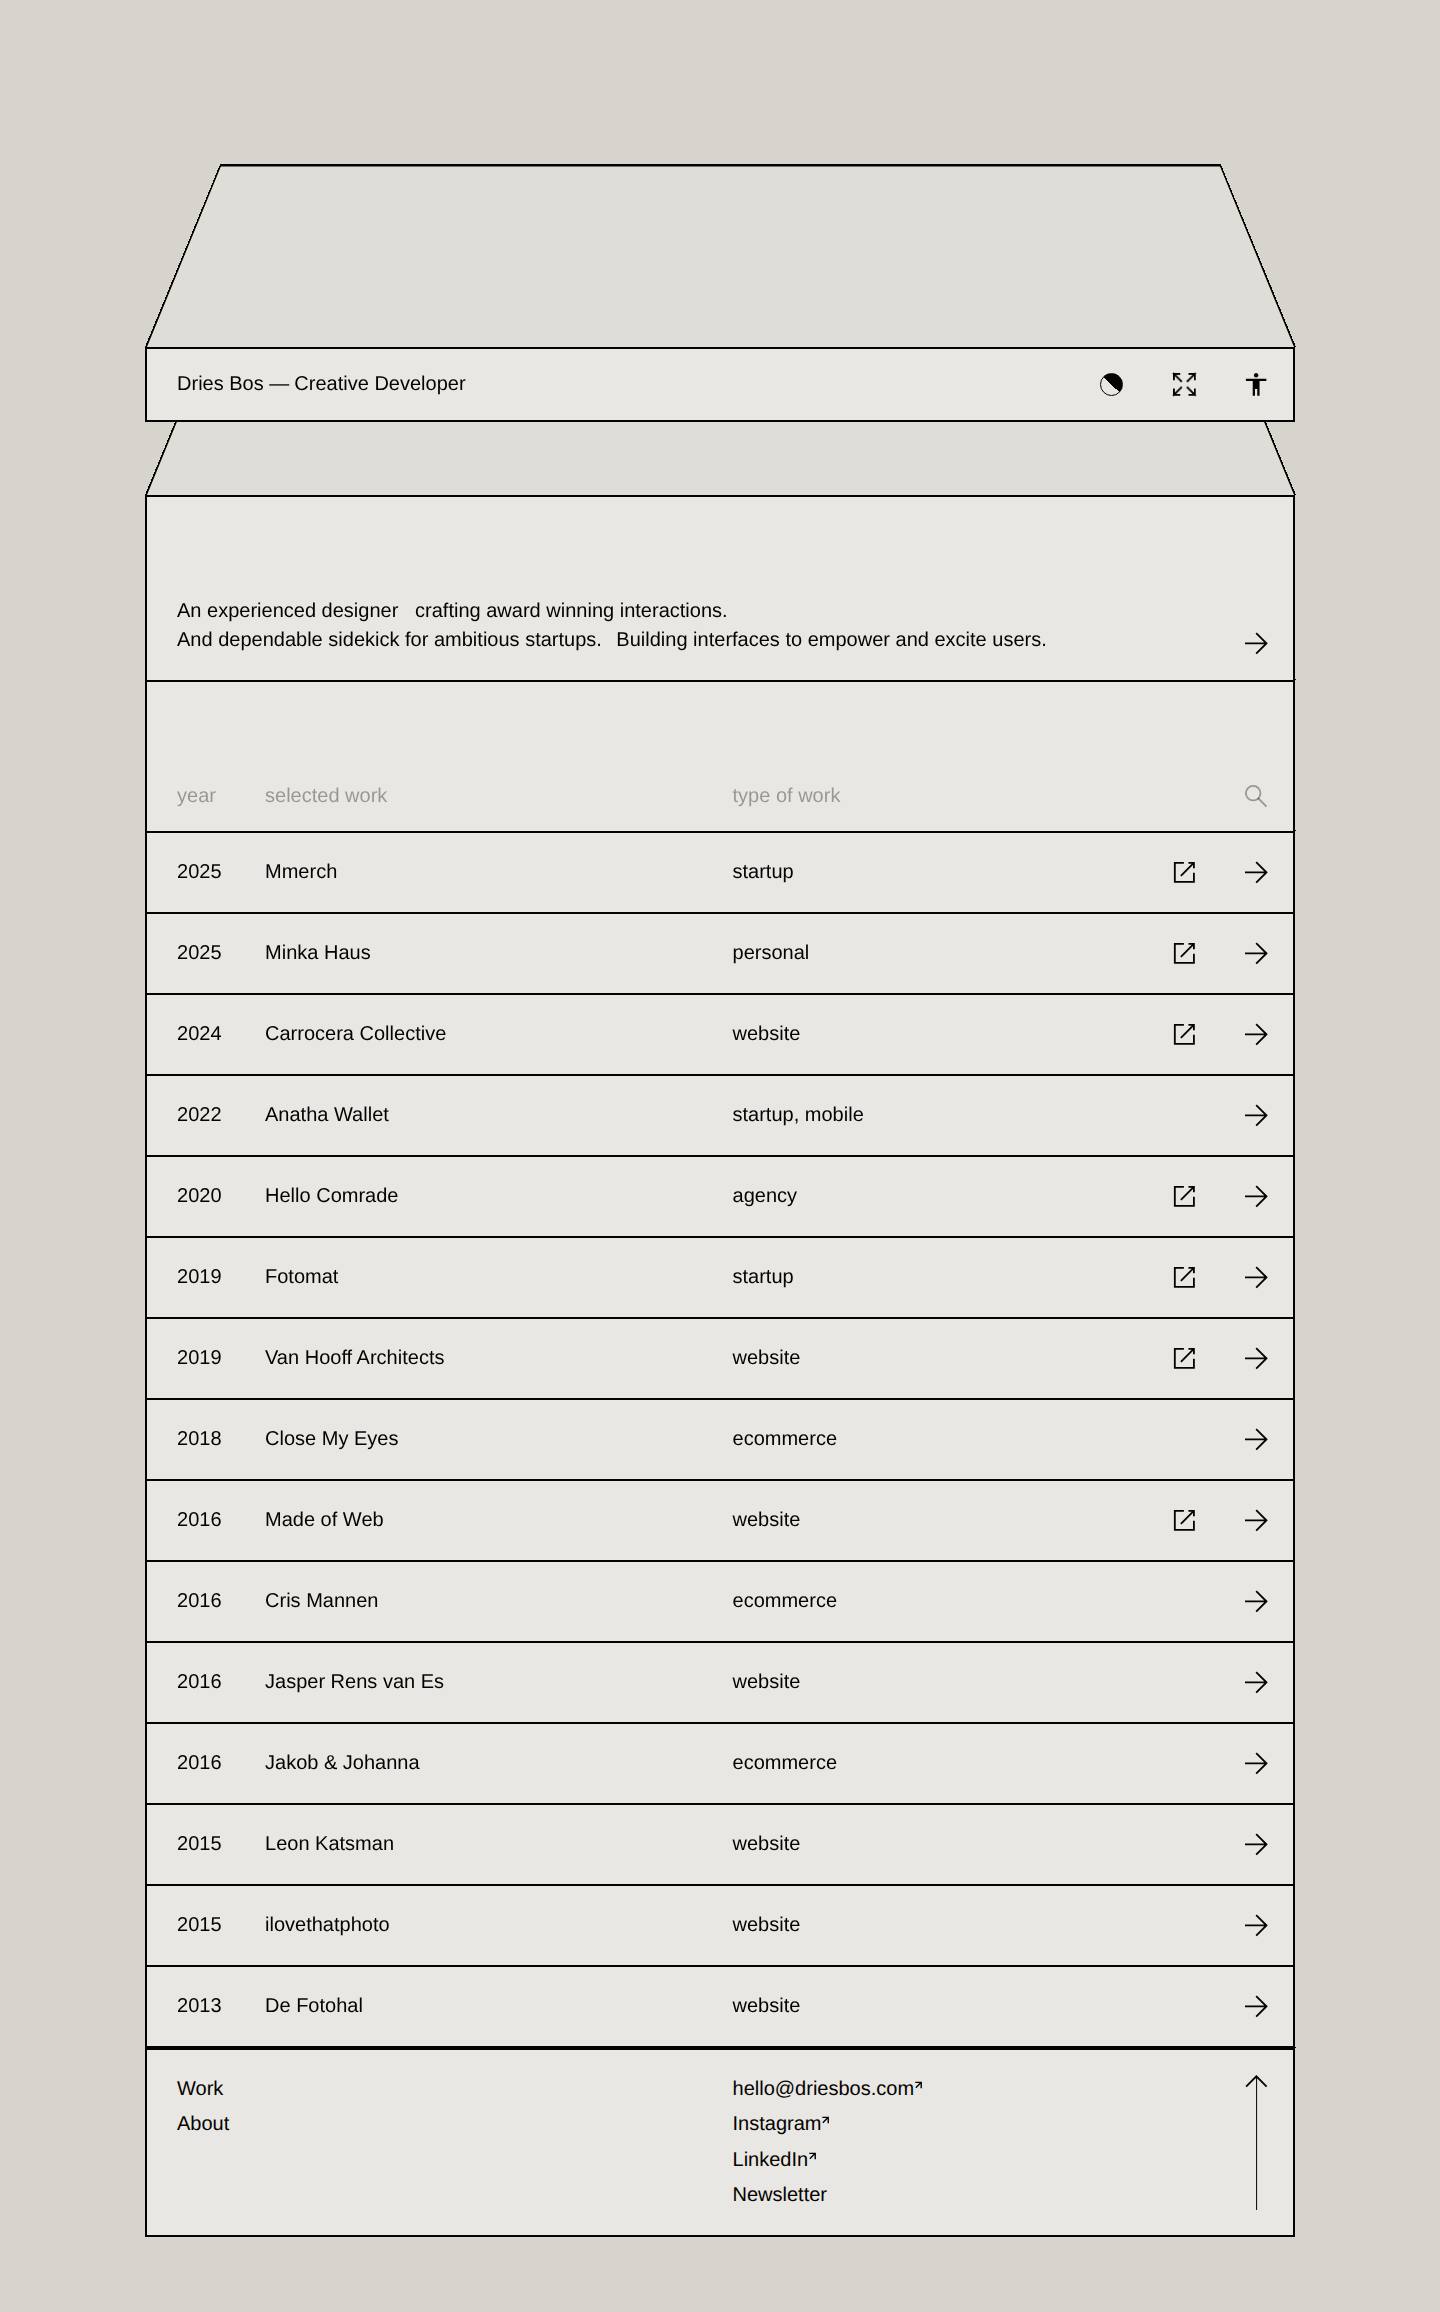 Dries Bos — Creative Developer
An experienced designer crafting award winning interactions.
And dependable sidekick for ambitious startups. Building interfaces to empower and excite users.
year selected work type of work
2025 Mmerch startup
2025 Minka Haus personal
2024 Carrocera Collective website
2022 Anatha Wallet startup, mobile
2020 Hello Comrade agency
2019 Fotomat startup
2019 Van Hooff Architects website
2018 Close My Eyes ecommerce
2016 Made of Web website
2016 Cris Mannen ecommerce
2016 Jasper Rens van Es website
2016 Jakob & Johanna ecommerce
2015 Leon Katsman website
2015 ilovethatphoto website
2013 De Fotohal website
Work
About
hello@driesbos.com
Instagram
LinkedIn
Newsletter